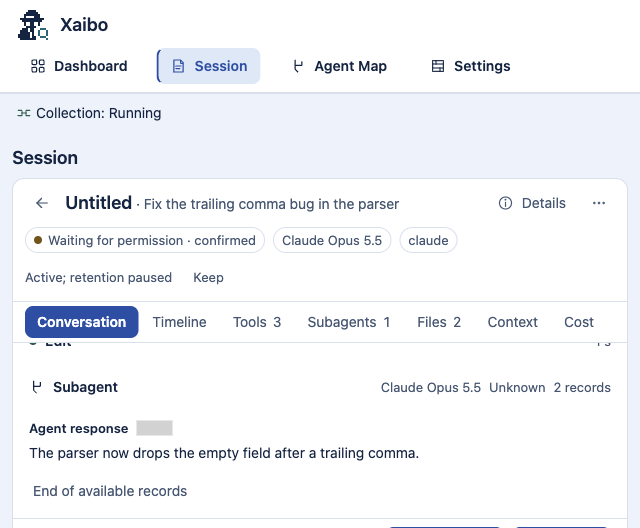 Xaibo
Dashboard Session Agent Map Settings
Collection: Running
Session
Untitled · Fix the trailing comma bug in the parser Details
Waiting for permission · confirmed Claude Opus 5.5 claude
Active; retention paused Keep
Conversation Timeline Tools 3 Subagents 1 Files 2 Context Cost
Subagent Claude Opus 5.5 Unknown 2 records
Agent response
The parser now drops the empty field after a trailing comma.
End of available records